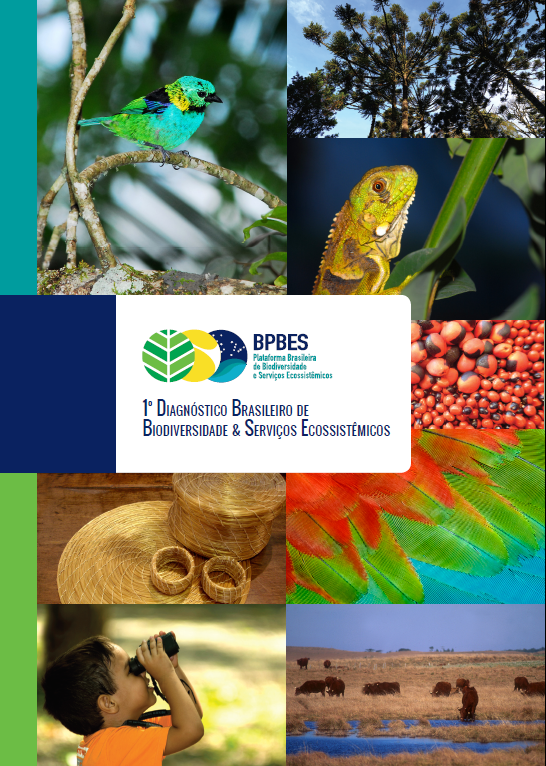 BPBES
Plataforma Brasileira
de Biodiversidade
e Serviços Ecossistêmicos
1º Diagnóstico Brasileiro de
Biodiversidade & Serviços Ecossistêmicos